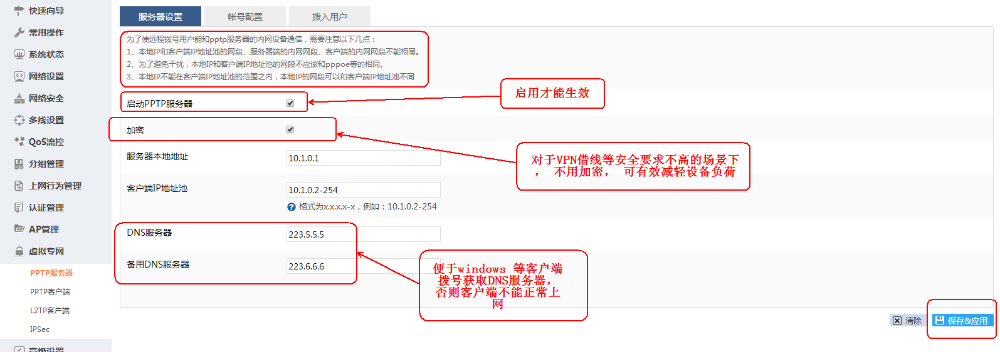 快速向导
常用操作
系统状态
网络设置
网络安全
多线设置
QoS流控
分组管理
上网行为管理
认证管理
AP管理
虚拟专网
PPTP服务器
PPTP客户端
L2TP客户端
IPSec
高级设置
服务器设置
帐号配置
拨入用户
为了使远程拨号用户能和pptp服务器的内网设备通信，需要注意以下几点：
1、本地IP和客户端IP地址池的网段、服务器端的内网网段、客户端的内网网段不能相同。
2、为了避免干扰，本地IP和客户端IP地址池的网段不应该和pppoe等的相同。
3、本地IP不能在客户端IP地址池的范围之内，本地IP的网段可以和客户端IP地址池不同
启动PPTP服务器
启用才能生效
加密
对于VPN借线等安全要求不高的场景下
， 不用加密， 可有效减轻设备负荷
服务器本地地址
10.1.0.1
客户端IP地址池
10.1.0.2-254
格式为x.x.x.x-x，例如：10.1.0.2-254
DNS服务器
223.5.5.5
备用DNS服务器
223.6.6.6
便于windows 等客户端
拨号获取DNS服务器，
否则客户端不能正常上
网
清除
保存&应用